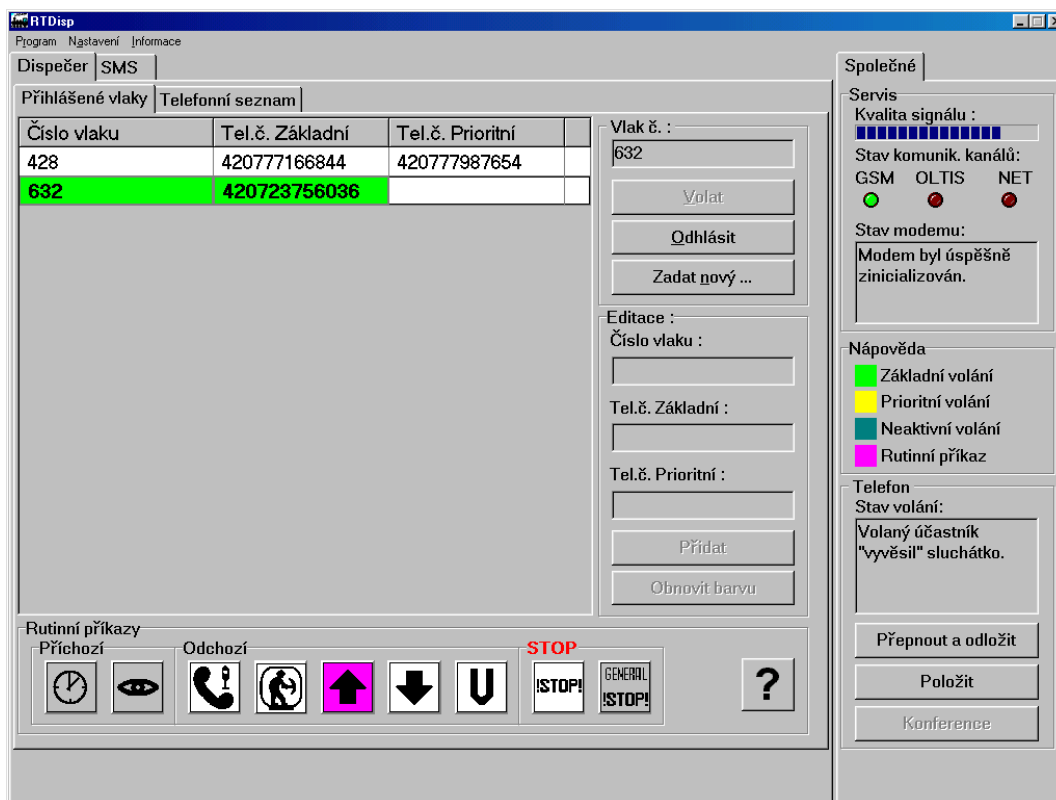 RTDisp
Program Nastavení Informace
Dispečer SMS
Přihlášené vlaky Telefonní seznam
Číslo vlaku Tel.č. Základní Tel.č. Prioritní
428 420777166844 420777987654
632 420723756036
Vlak č. :
632
Volat
Odhlásit
Zadat nový ...
Editace :
Číslo vlaku :
Tel.č. Základní :
Tel.č. Prioritní :
Přidat
Obnovit barvu
Rutinní příkazy
Příchozí Odchozí STOP
U !STOP! GENERAL !STOP! ?
Společné
Servis
Kvalita signálu :
Stav komunik. kanálů:
GSM OLTIS NET
Stav modemu:
Modem byl úspěšně
zinicializován.
Nápověda
Základní volání
Prioritní volání
Neaktivní volání
Rutinní příkaz
Telefon
Stav volání:
Volaný účastník
"vyvěsil" sluchátko.
Přepnout a odložit
Položit
Konference